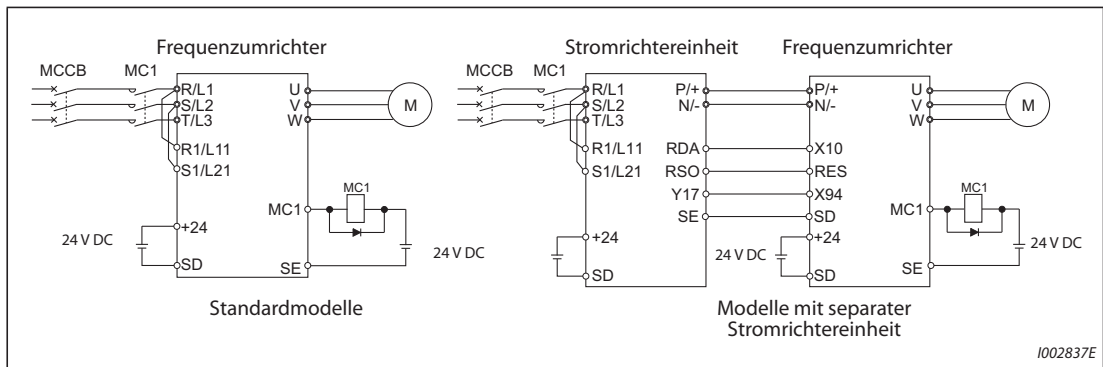 Frequenzumrichter
MCCB MC1
R/L1 U
S/L2 V
T/L3 W
M
R1/L11
S1/L21
MC1
MC1
+24
24 V DC
24 V DC
SD
SE
Standardmodelle
Stromrichtereinheit Frequenzumrichter
MCCB MC1
R/L1 P/+ P/+ U
S/L2 N/- N/- V
T/L3 W
M
R1/L11 RDA X10
S1/L21 RSO RES
Y17 X94
MC1
MC1
SE SD
+24 +24
24 V DC 24 V DC
SD SD SE
Modelle mit separater
Stromrichtereinheit
I002837E